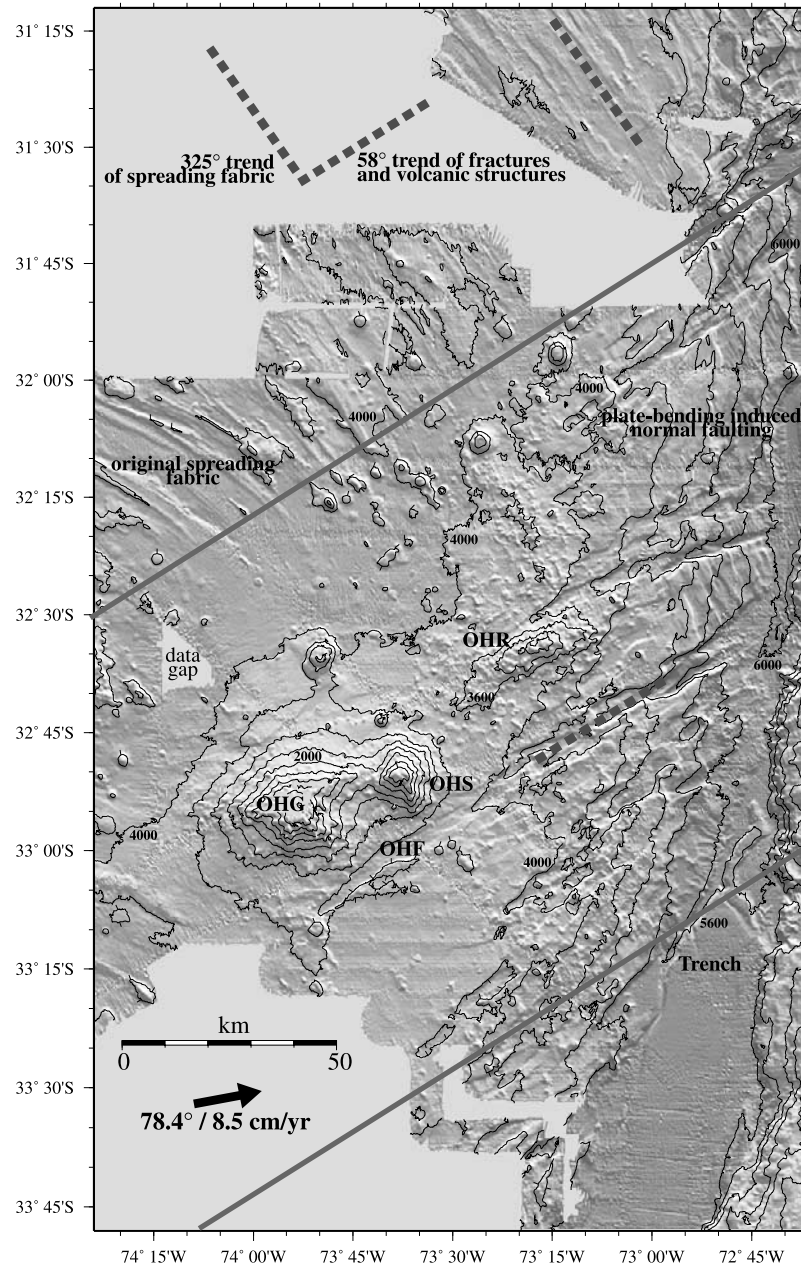 31° 15'S
31° 30'S
31° 45'S
32° 00'S
32° 15'S
32° 30'S
32° 45'S
33° 00'S
33° 15'S
33° 30'S
33° 45'S
325° trend
of spreading fabric
58° trend of fractures
and volcanic structures
6000
4000
plate-bending induced
normal faulting
4000
original spreading
fabric
4000
OHR
data
gap
6000
3600
2000
OHS
OHG
4000
OHF
4000
5600
Trench
km
0
50
78.4° / 8.5 cm/yr
74° 15'W
74° 00'W
73° 45'W
73° 30'W
73° 15'W
73° 00'W
72° 45'W